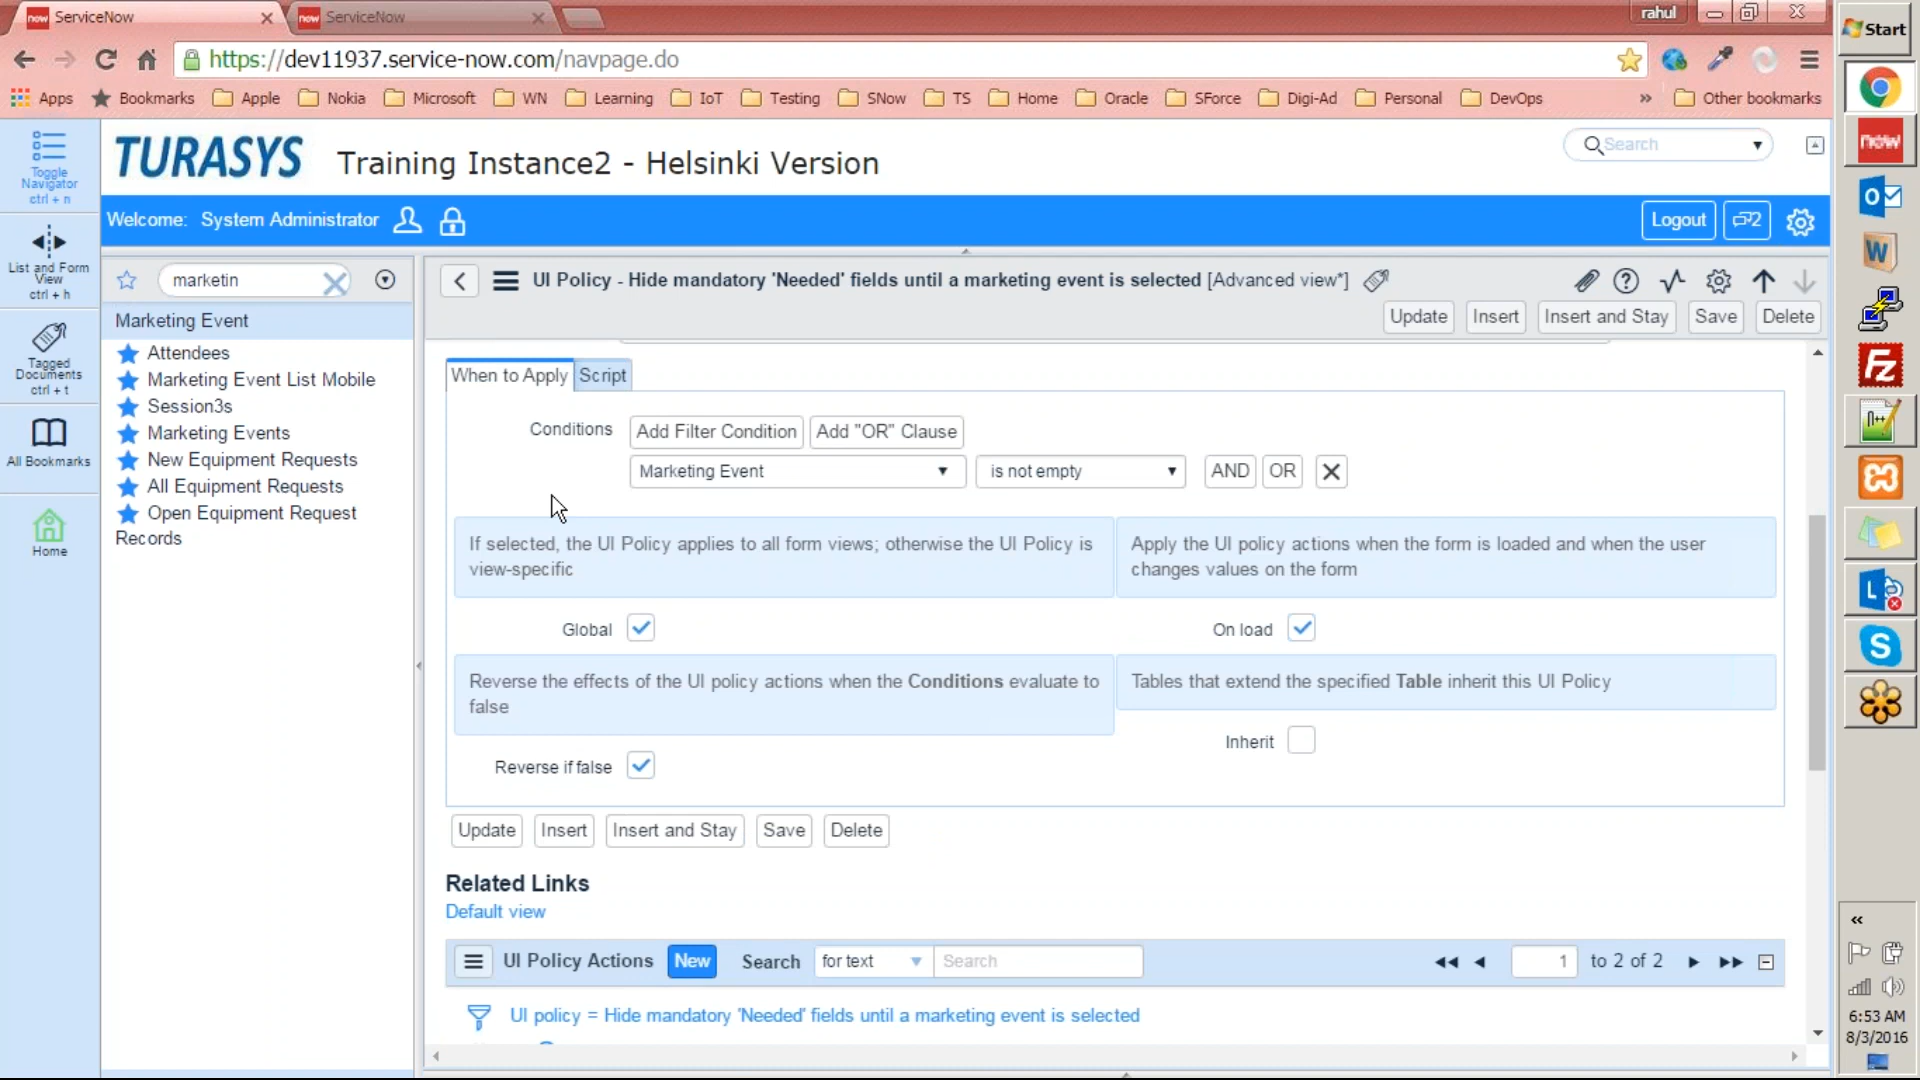 ServiceNow
ServiceNow
rahul
Start
https://dev11937.service-now.com/navpage.do
Apps
Bookmarks
Apple
Nokia
Microsoft
WN
Learning
IoT
Testing
SNow
TS
Home
Oracle
SForce
Digi-Ad
Personal
DevOps
»
Other bookmarks
Toggle
Navigator
ctrl + n
TURASYS
Training Instance2 - Helsinki Version
Search
Welcome: System Administrator
Logout
2
List and Form
View
ctrl + h
marketin
UI Policy - Hide mandatory 'Needed' fields until a marketing event is selected [Advanced view*]
Update
Insert
Insert and Stay
Save
Delete
Tagged
Documents
ctrl + t
All Bookmarks
Home
Marketing Event
Attendees
Marketing Event List Mobile
Session3s
Marketing Events
New Equipment Requests
All Equipment Requests
Open Equipment Request
Records
When to Apply
Script
Conditions
Add Filter Condition
Add "OR" Clause
Marketing Event
is not empty
AND
OR
If selected, the UI Policy applies to all form views; otherwise the UI Policy is
view-specific
Apply the UI policy actions when the form is loaded and when the user
changes values on the form
Global
On load
Reverse the effects of the UI policy actions when the Conditions evaluate to
false
Tables that extend the specified Table inherit this UI Policy
Inherit
Reverse if false
Update
Insert
Insert and Stay
Save
Delete
Related Links
Default view
UI Policy Actions
New
Search
for text
Search
1
to 2 of 2
UI policy = Hide mandatory 'Needed' fields until a marketing event is selected
now
now
now
«
6:53 AM
8/3/2016